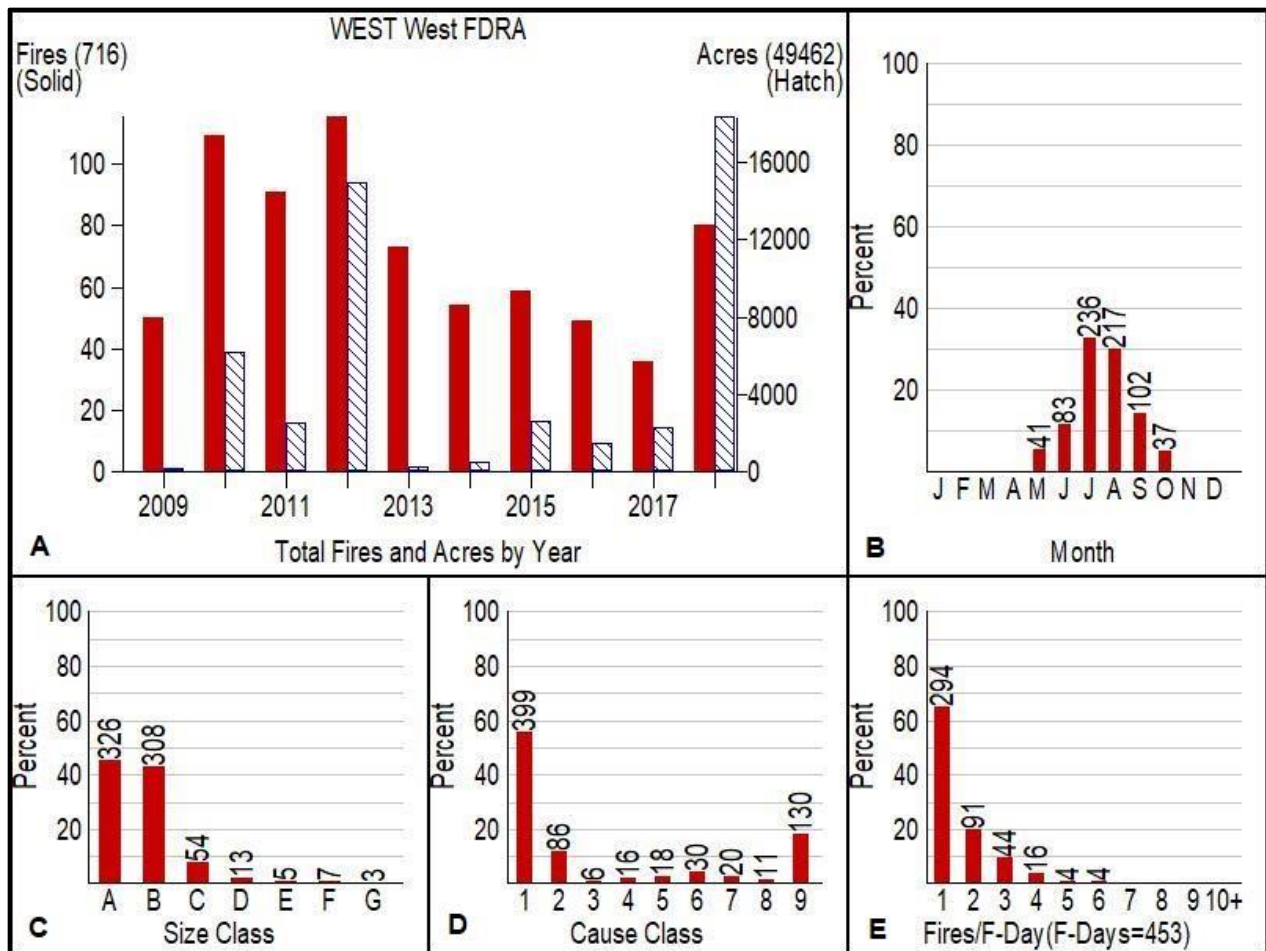 WEST West FDRA
Fires (716)
(Solid)
Acres (49462)
(Hatch)
100
80
60
40
20
0
16000
12000
8000
4000
0
2009 2011 2013 2015 2017
A
Total Fires and Acres by Year
Percent
100
80
60
40
20
41 83 236 217 102 37
J F M A M J J A S O N D
B
Month
Percent
100
80
60
40
20
326 308 54 13 5 7 3
A B C D E F G
C
Size Class
Percent
100
80
60
40
20
399 86 6 16 18 30 20 11 130
1 2 3 4 5 6 7 8 9
D
Cause Class
Percent
100
80
60
40
20
294 91 44 16 4 4
1 2 3 4 5 6 7 8 9 10+
E
Fires/F-Day (F-Days=453)